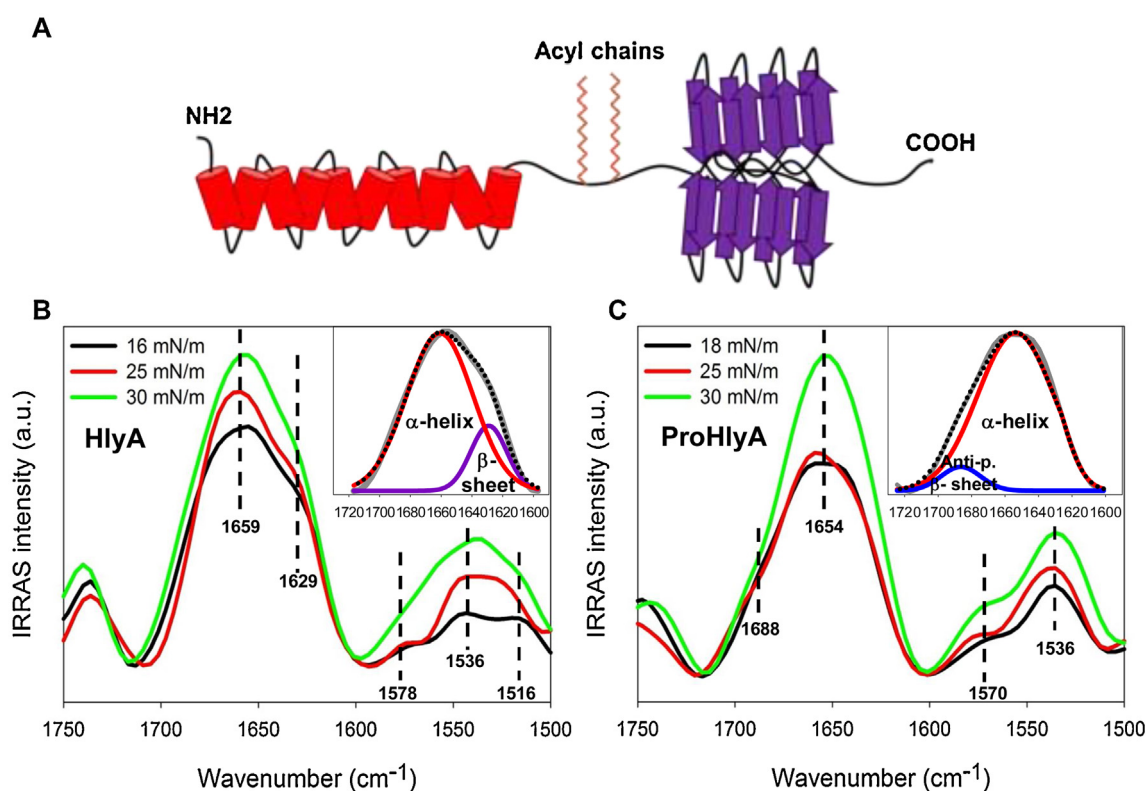 A
Acyl chains
NH2
COOH
B
16 mN/m
25 mN/m
30 mN/m
HlyA
α-helix
β-
sheet
1720 1700 1680 1660 1640 1620 1600
1659
1629
1578
1536
1516
IRRAS intensity (a.u.)
1750 1700 1650 1600 1550 1500
Wavenumber (cm⁻¹)
C
18 mN/m
25 mN/m
30 mN/m
ProHlyA
α-helix
Anti-p.
β- sheet
1720 1700 1680 1660 1640 1620 1600
1654
1688
1570
1536
IRRAS intensity (a.u.)
1750 1700 1650 1600 1550 1500
Wavenumber (cm⁻¹)